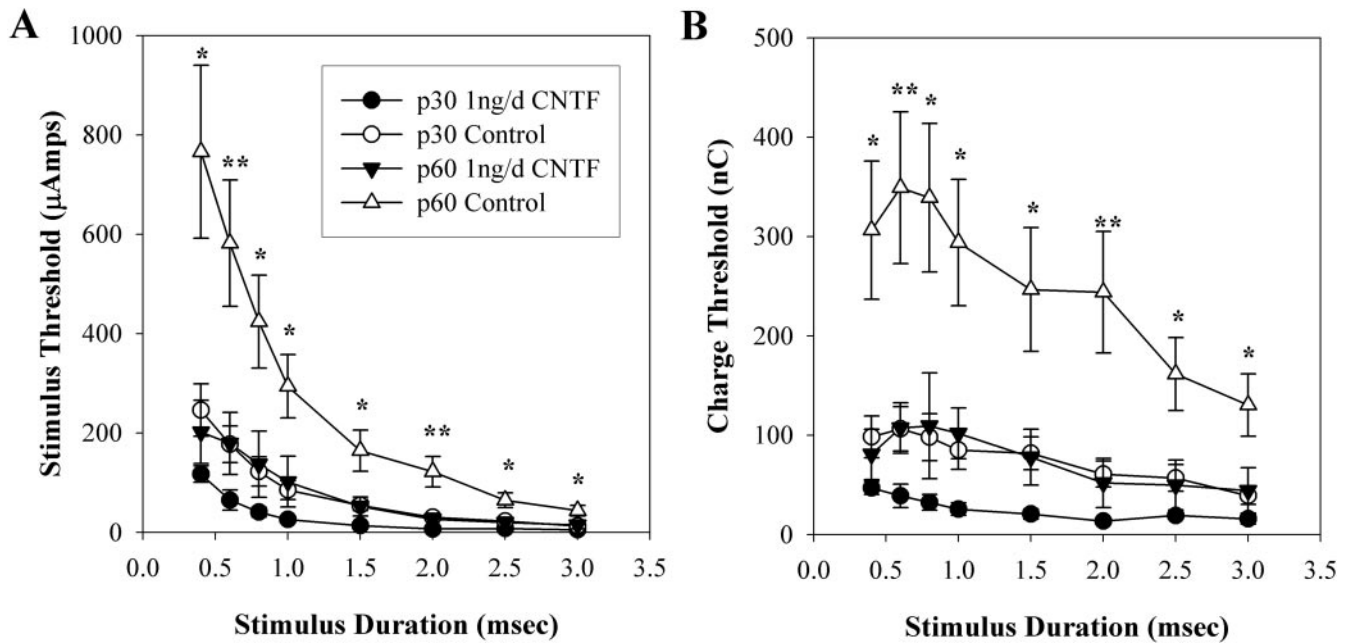 A
Stimulus Threshold (µAmps)
1000
800
600
400
200
0
*
**
*
*
*
**
*
*
p30 1ng/d CNTF
p30 Control
p60 1ng/d CNTF
p60 Control
0.0 0.5 1.0 1.5 2.0 2.5 3.0 3.5
Stimulus Duration (msec)
B
Charge Threshold (nC)
500
400
300
200
100
0
*
**
*
*
*
**
*
*
0.0 0.5 1.0 1.5 2.0 2.5 3.0 3.5
Stimulus Duration (msec)